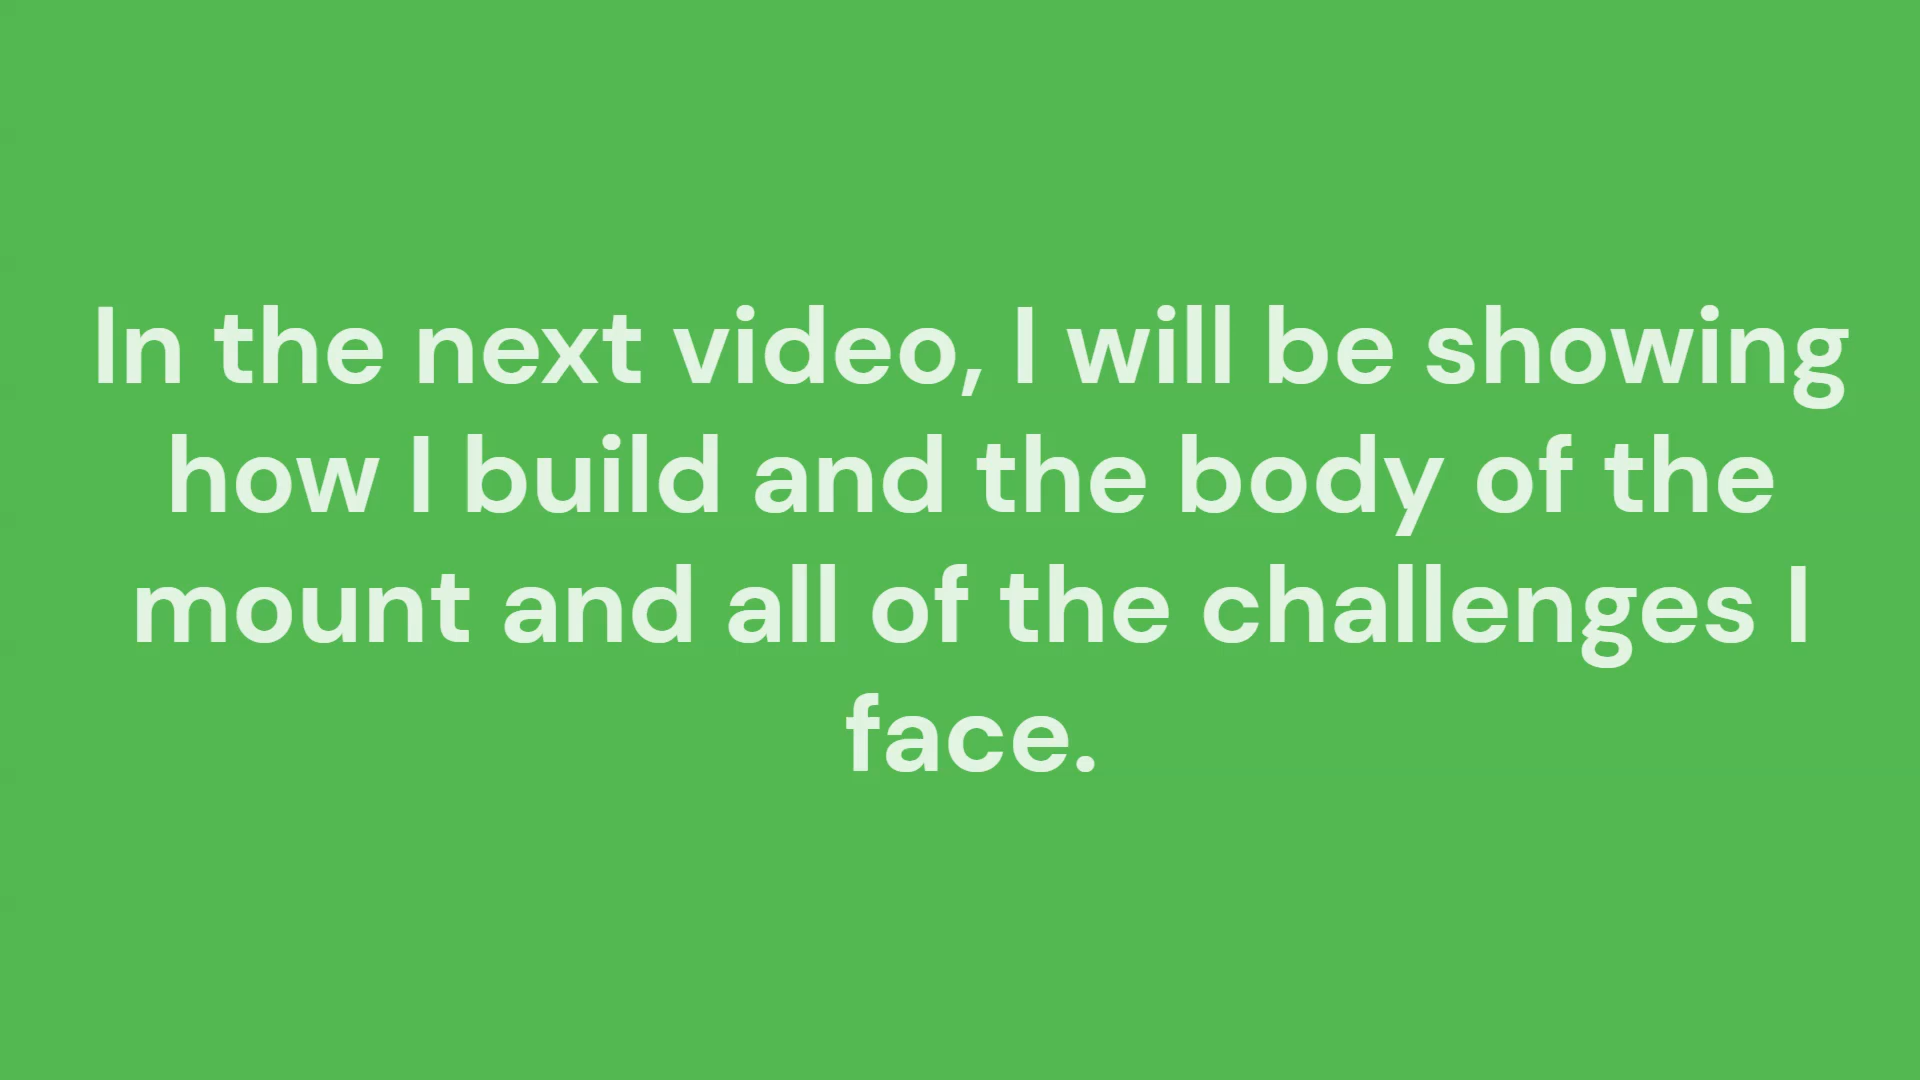 In the next video, I will be showing
how I build and the body of the
mount and all of the challenges I
face.